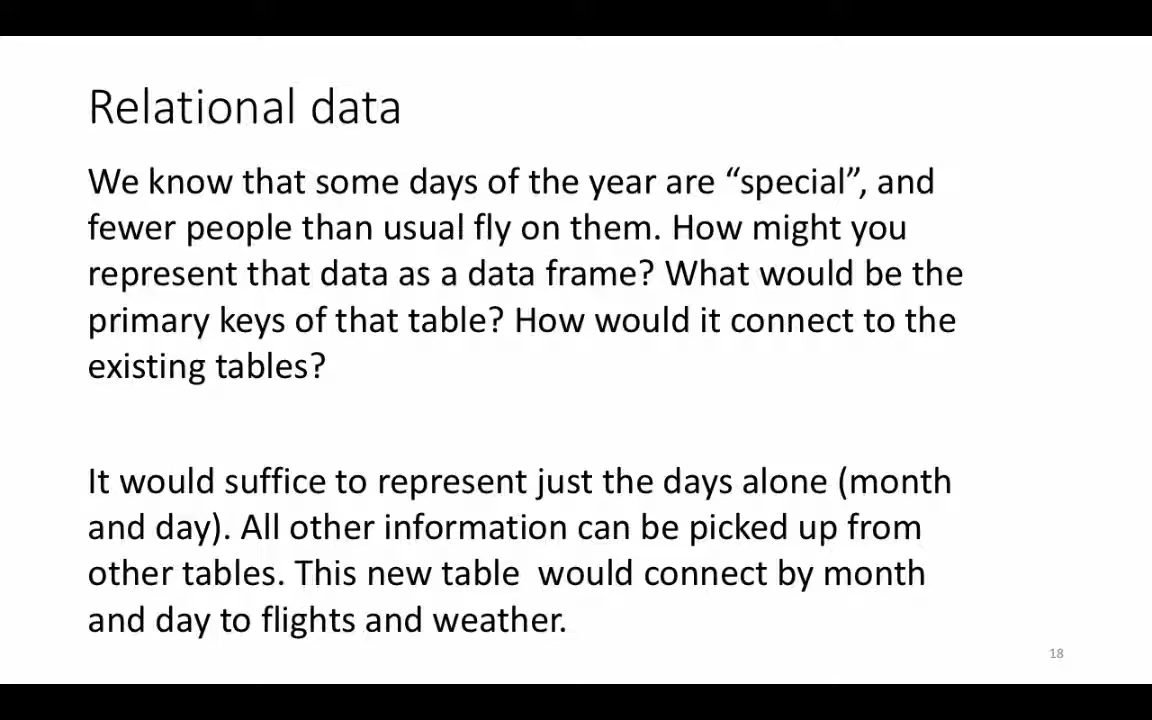 Relational data
We know that some days of the year are “special”, and
fewer people than usual fly on them. How might you
represent that data as a data frame? What would be the
primary keys of that table? How would it connect to the
existing tables?
It would suffice to represent just the days alone (month
and day). All other information can be picked up from
other tables. This new table  would connect by month
and day to flights and weather.
18